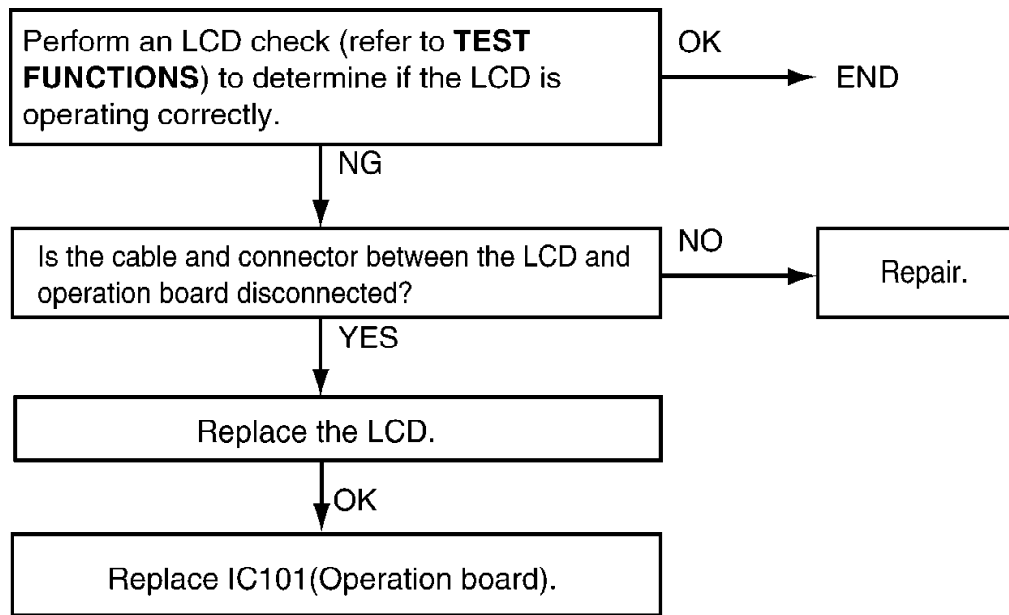 Perform an LCD check (refer to TEST
FUNCTIONS) to determine if the LCD is
operating correctly.
OK
END
NG
Is the cable and connector between the LCD and
operation board disconnected?
NO
Repair.
YES
Replace the LCD.
OK
Replace IC101(Operation board).